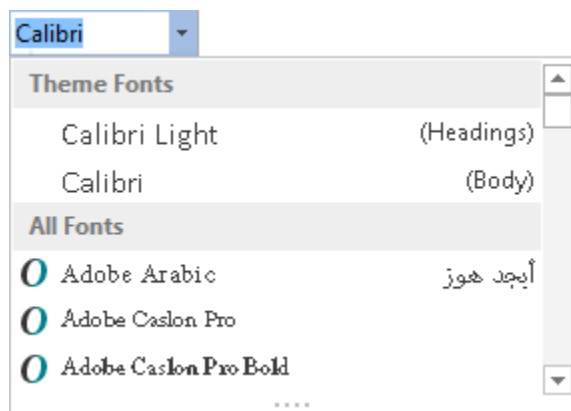 Calibri
Theme Fonts
Calibri Light (Headings)
Calibri (Body)
All Fonts
Adobe Arabic أبجد هوز
Adobe Caslon Pro
Adobe Caslon Pro Bold